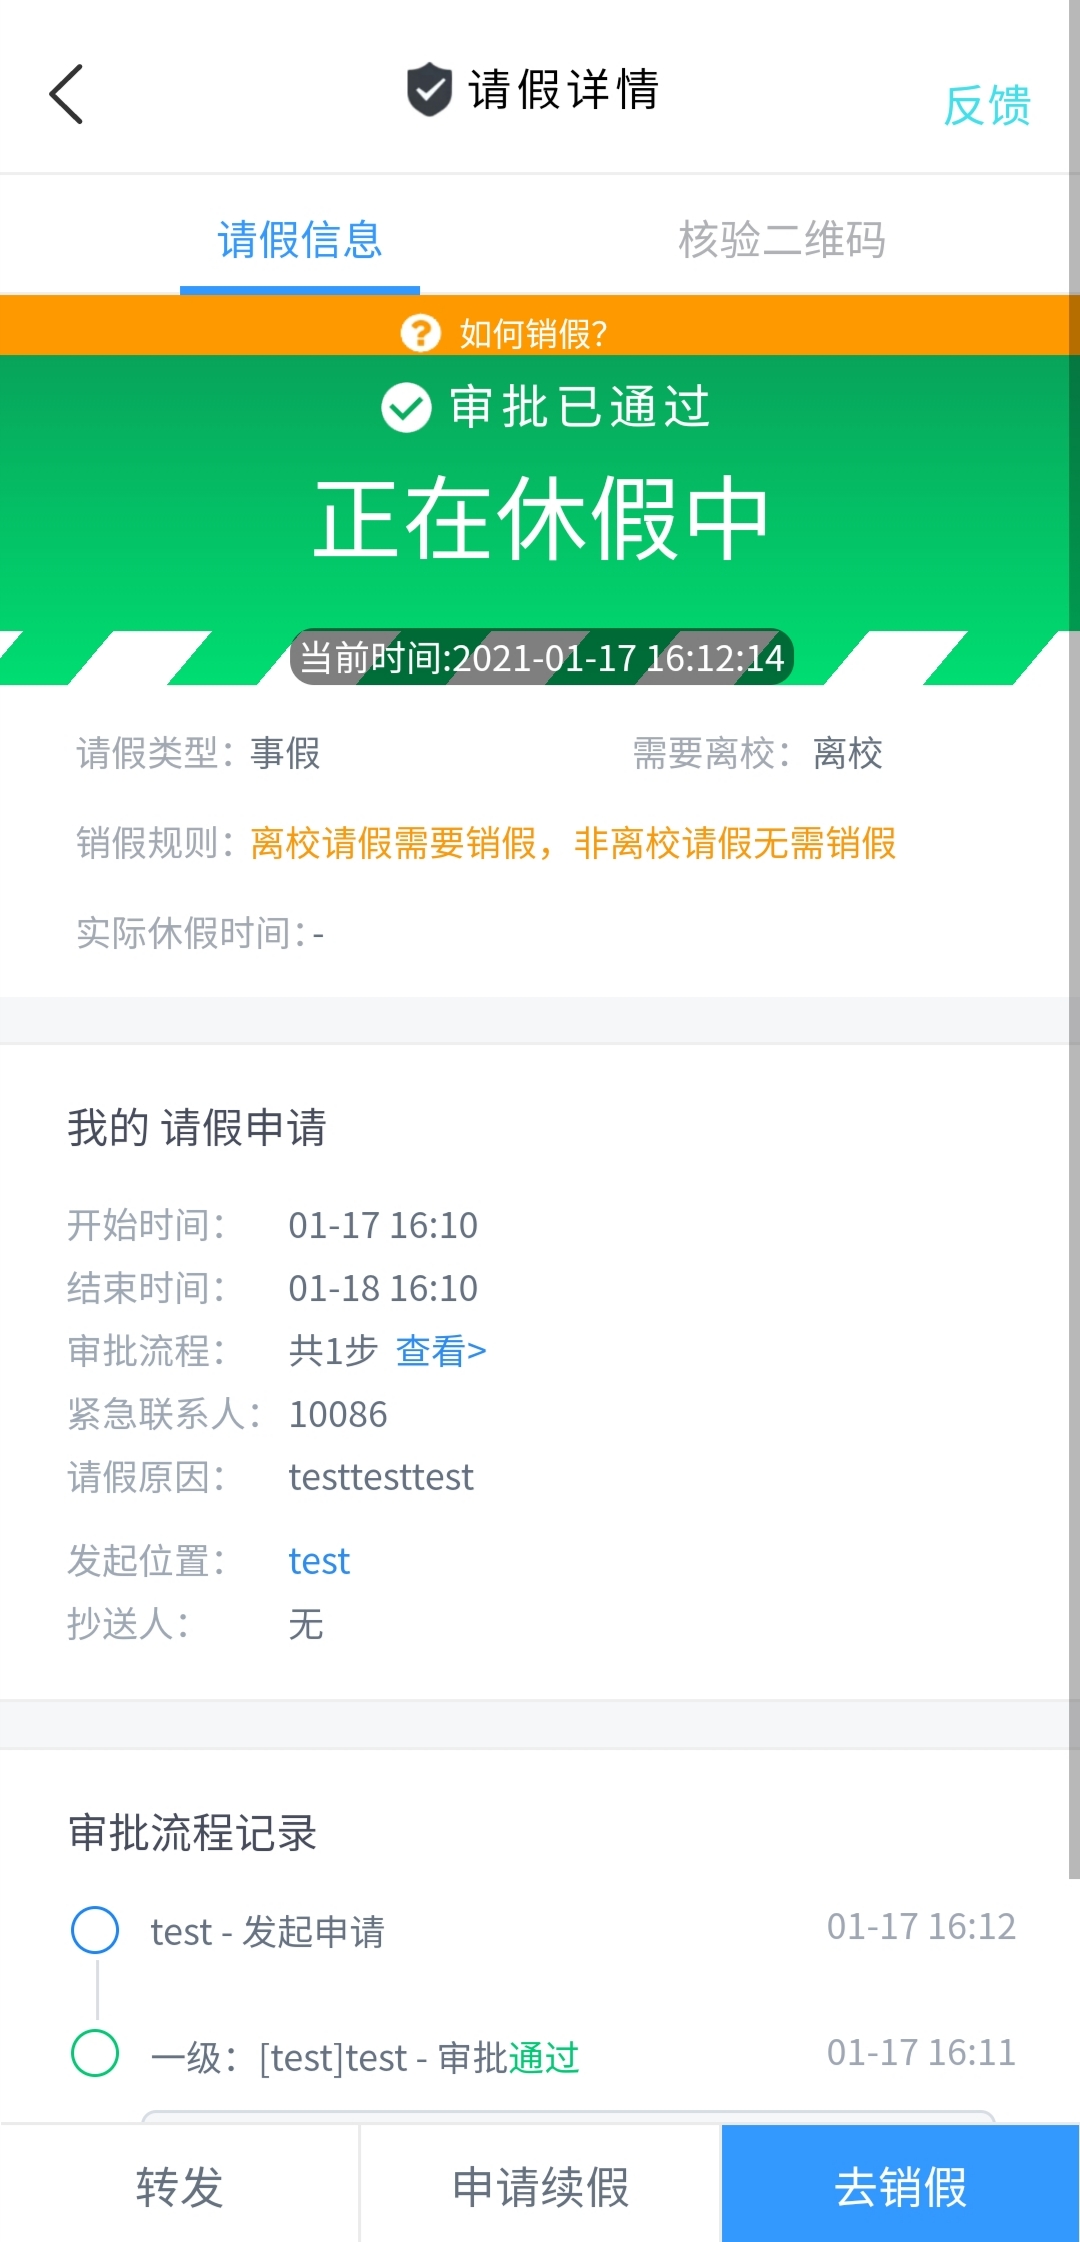 请假详情
反馈
请假信息 核验二维码
如何销假?
审批已通过
正在休假中
当前时间:2021-01-17 16:12:14
请假类型：事假 需要离校：离校
销假规则：离校请假需要销假，非离校请假无需销假
实际休假时间：-
我的 请假申请
开始时间： 01-17 16:10
结束时间： 01-18 16:10
审批流程： 共1步 查看>
紧急联系人： 10086
请假原因： testtesttest
发起位置： test
抄送人： 无
审批流程记录
test - 发起申请 01-17 16:12
一级：[test]test - 审批通过 01-17 16:11
转发 申请续假 去销假